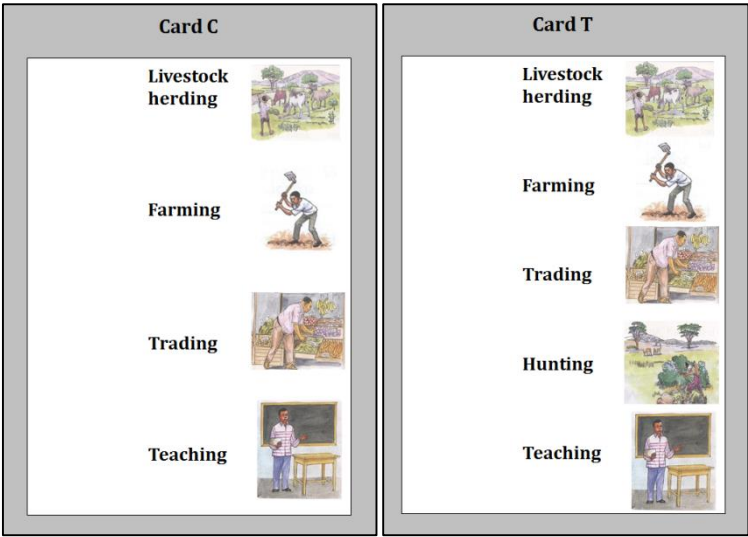 Card C
Livestock
herding
Farming
Trading
Teaching
Card T
Livestock
herding
Farming
Trading
Hunting
Teaching